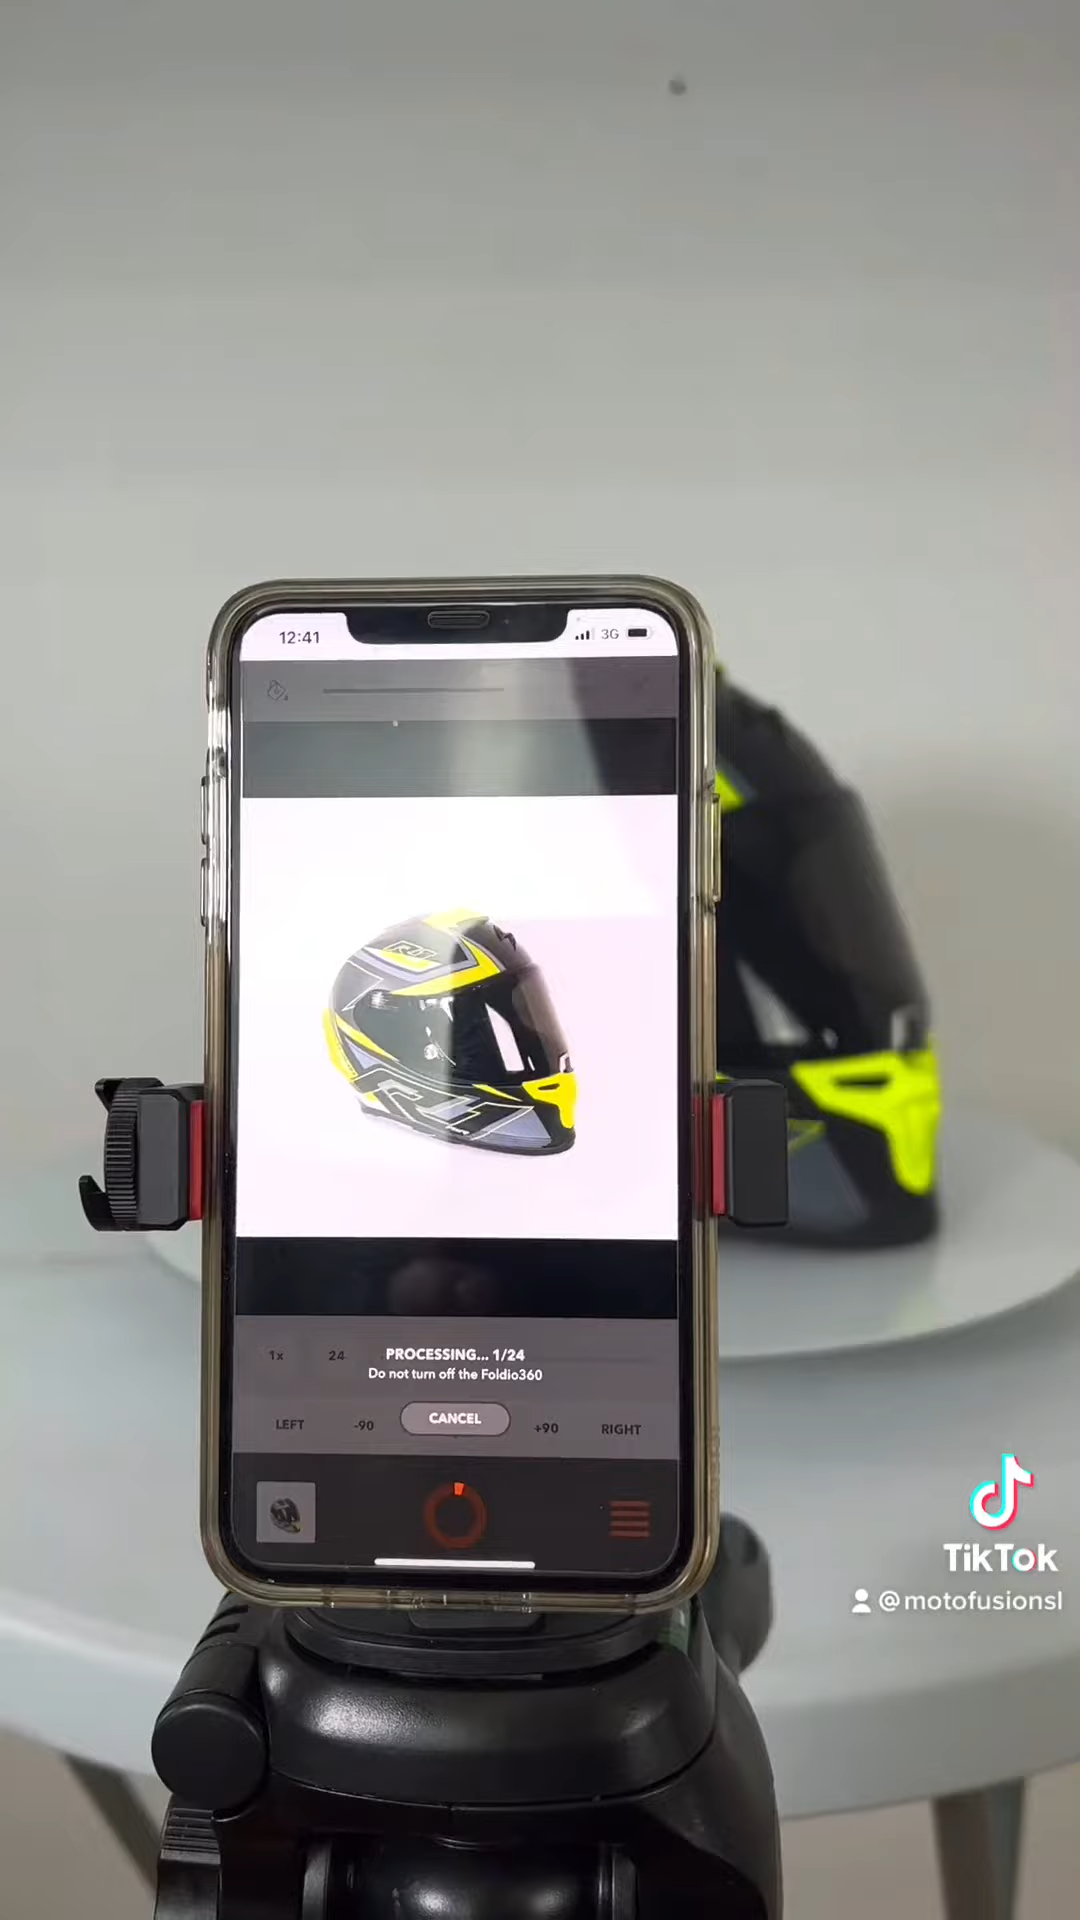 12:41
3G
R1
1x
24
PROCESSING... 1/24
Do not turn off the Foldio360
LEFT
-90
CANCEL
+90
RIGHT
TikTok
@motofusionsl